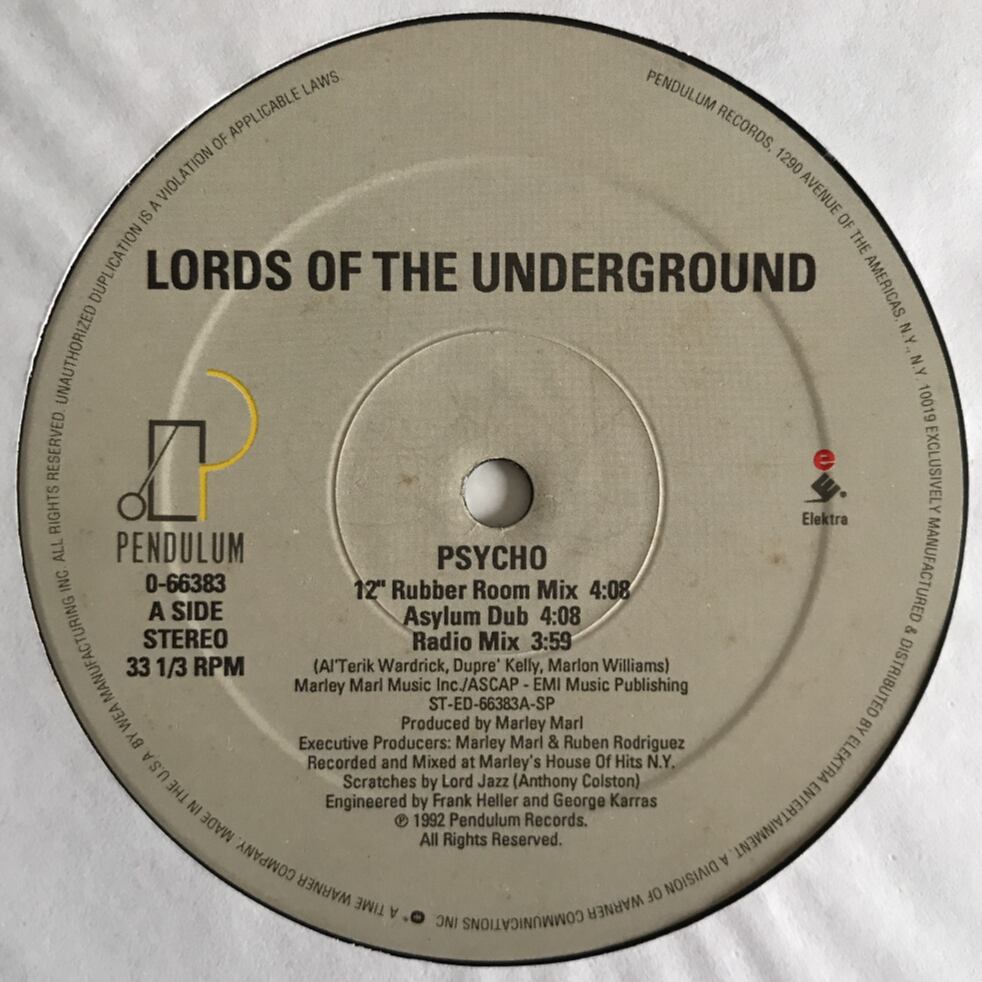 LORDS OF THE UNDERGROUND
PENDULUM
0-66383
A SIDE
STEREO
33 1/3 RPM
e
Elektra
PSYCHO
12" Rubber Room Mix 4:08
Asylum Dub 4:08
Radio Mix 3:59
(Al'Terik Wardrick, Dupre' Kelly, Marlon Williams)
Marley Marl Music Inc./ASCAP - EMI Music Publishing
ST-ED-66383A-SP
Produced by Marley Marl
Executive Producers: Marley Marl & Ruben Rodriguez
Recorded and Mixed at Marley's House Of Hits N.Y.
Scratches by Lord Jazz (Anthony Colston)
Engineered by Frank Heller and George Karras
℗ 1992 Pendulum Records.
All Rights Reserved.
PENDULUM RECORDS, 1290 AVENUE OF THE AMERICAS, N.Y., N.Y. 10019 EXCLUSIVELY MANUFACTURED & DISTRIBUTED BY ELEKTRA ENTERTAINMENT, A DIVISION OF WARNER COMMUNICATIONS INC. A TIME WARNER COMPANY. MADE IN THE U.S.A. BY WEA MANUFACTURING INC. ALL RIGHTS RESERVED. UNAUTHORIZED DUPLICATION IS A VIOLATION OF APPLICABLE LAWS.